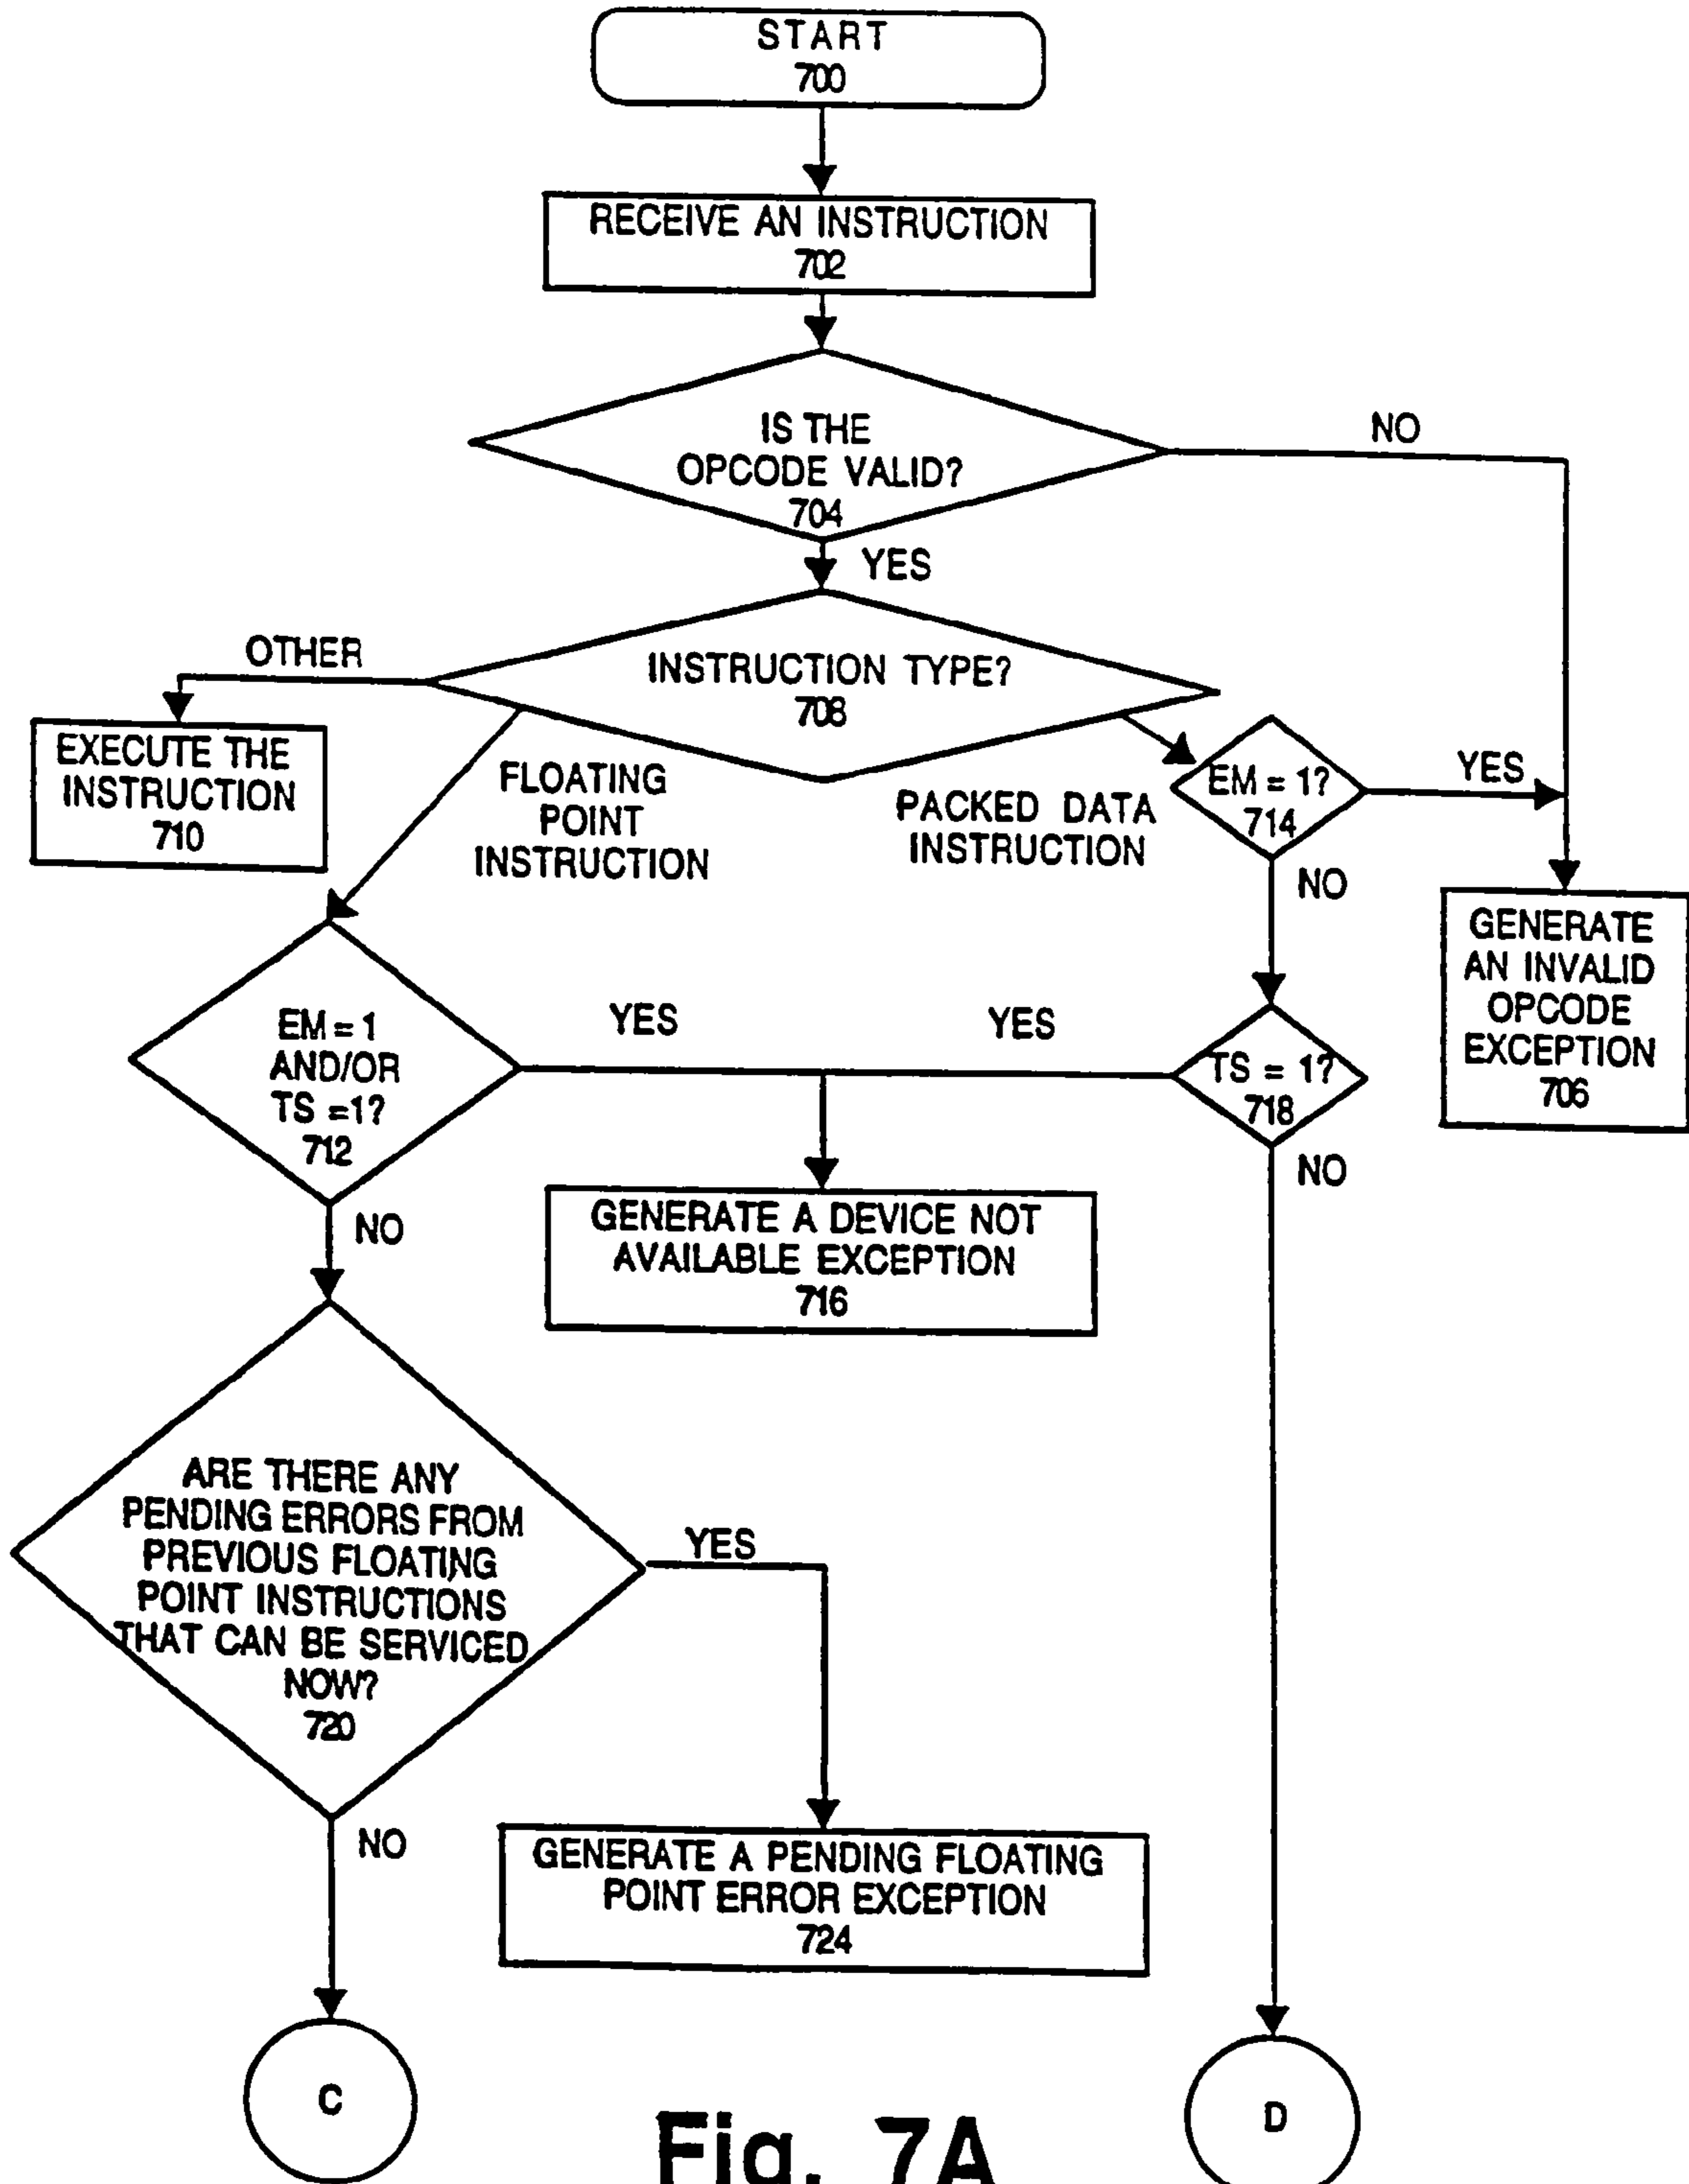 START
700
RECEIVE AN INSTRUCTION
702
IS THE
OPCODE VALID?
704
NO
YES
OTHER
INSTRUCTION TYPE?
708
EXECUTE THE
INSTRUCTION
710
FLOATING
POINT
INSTRUCTION
PACKED DATA
INSTRUCTION
EM = 1?
714
YES
NO
GENERATE
AN INVALID
OPCODE
EXCEPTION
706
EM = 1
AND/OR
TS =1?
712
YES
YES
TS = 1?
718
NO
NO
GENERATE A DEVICE NOT
AVAILABLE EXCEPTION
716
ARE THERE ANY
PENDING ERRORS FROM
PREVIOUS FLOATING
POINT INSTRUCTIONS
THAT CAN BE SERVICED
NOW?
720
YES
NO
GENERATE A PENDING FLOATING
POINT ERROR EXCEPTION
724
C
D
Fig. 7A